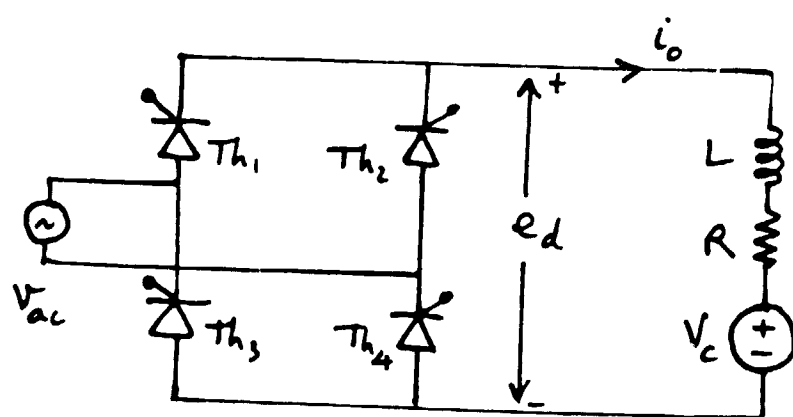 i₀
+
Th₁
Th₂
L
e_d
R
~
V_ac
Th₃
Th₄
V_c
+
-
-